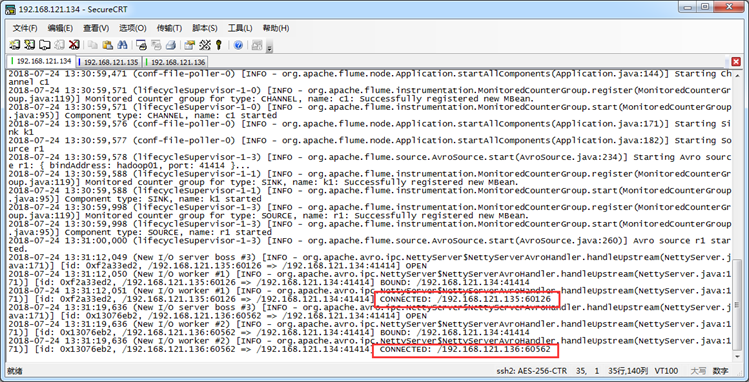 192.168.121.134 - SecureCRT
文件(F) 编辑(E) 查看(V) 选项(O) 传输(T) 脚本(S) 工具(L) 帮助(H)
192.168.121.134 192.168.121.135 192.168.121.136
2018-07-24 13:30:59,471 (conf-file-poller-0) [INFO - org.apache.flume.node.Application.startAllComponents(Application.java:144)] Starting Ch
annel c1
2018-07-24 13:30:59,571 (lifecycleSupervisor-1-0) [INFO - org.apache.flume.instrumentation.MonitoredCounterGroup.register(MonitoredCounterGr
oup.java:119)] Monitored counter group for type: CHANNEL, name: c1: Successfully registered new MBean.
2018-07-24 13:30:59,571 (lifecycleSupervisor-1-0) [INFO - org.apache.flume.instrumentation.MonitoredCounterGroup.start(MonitoredCounterGroup
.java:95)] Component type: CHANNEL, name: c1 started
2018-07-24 13:30:59,576 (conf-file-poller-0) [INFO - org.apache.flume.node.Application.startAllComponents(Application.java:171)] Starting Si
nk k1
2018-07-24 13:30:59,577 (conf-file-poller-0) [INFO - org.apache.flume.node.Application.startAllComponents(Application.java:182)] Starting So
urce r1
2018-07-24 13:30:59,578 (lifecycleSupervisor-1-3) [INFO - org.apache.flume.source.AvroSource.start(AvroSource.java:234)] Starting Avro sourc
e r1: { bindAddress: hadoop01, port: 41414 }...
2018-07-24 13:30:59,588 (lifecycleSupervisor-1-1) [INFO - org.apache.flume.instrumentation.MonitoredCounterGroup.register(MonitoredCounterGr
oup.java:119)] Monitored counter group for type: SINK, name: k1: Successfully registered new MBean.
2018-07-24 13:30:59,588 (lifecycleSupervisor-1-1) [INFO - org.apache.flume.instrumentation.MonitoredCounterGroup.start(MonitoredCounterGroup
.java:95)] Component type: SINK, name: k1 started
2018-07-24 13:30:59,998 (lifecycleSupervisor-1-3) [INFO - org.apache.flume.instrumentation.MonitoredCounterGroup.register(MonitoredCounterGr
oup.java:119)] Monitored counter group for type: SOURCE, name: r1: Successfully registered new MBean.
2018-07-24 13:30:59,998 (lifecycleSupervisor-1-3) [INFO - org.apache.flume.instrumentation.MonitoredCounterGroup.start(MonitoredCounterGroup
.java:95)] Component type: SOURCE, name: r1 started
2018-07-24 13:31:00,000 (lifecycleSupervisor-1-3) [INFO - org.apache.flume.source.AvroSource.start(AvroSource.java:260)] Avro source r1 star
ted.
2018-07-24 13:31:12,049 (New I/O server boss #3) [INFO - org.apache.avro.ipc.NettyServer$NettyServerAvroHandler.handleUpstream(NettyServer.j
ava:171)] [id: 0xf2a33ed2, /192.168.121.135:60126 => /192.168.121.134:41414] OPEN
2018-07-24 13:31:12,050 (New I/O worker #1) [INFO - org.apache.avro.ipc.NettyServer$NettyServerAvroHandler.handleUpstream(NettyServer.java:1
71)] [id: 0xf2a33ed2, /192.168.121.135:60126 => /192.168.121.134:41414] BOUND: /192.168.121.134:41414
2018-07-24 13:31:12,051 (New I/O worker #1) [INFO - org.apache.avro.ipc.NettyServer$NettyServerAvroHandler.handleUpstream(NettyServer.java:1
71)] [id: 0xf2a33ed2, /192.168.121.135:60126 => /192.168.121.134:41414] CONNECTED: /192.168.121.135:60126
2018-07-24 13:31:19,636 (New I/O server boss #3) [INFO - org.apache.avro.ipc.NettyServer$NettyServerAvroHandler.handleUpstream(NettyServer.j
ava:171)] [id: 0x13076eb2, /192.168.121.136:60562 => /192.168.121.134:41414] OPEN
2018-07-24 13:31:19,636 (New I/O worker #2) [INFO - org.apache.avro.ipc.NettyServer$NettyServerAvroHandler.handleUpstream(NettyServer.java:1
71)] [id: 0x13076eb2, /192.168.121.136:60562 => /192.168.121.134:41414] BOUND: /192.168.121.134:41414
2018-07-24 13:31:19,636 (New I/O worker #2) [INFO - org.apache.avro.ipc.NettyServer$NettyServerAvroHandler.handleUpstream(NettyServer.java:1
71)] [id: 0x13076eb2, /192.168.121.136:60562 => /192.168.121.134:41414] CONNECTED: /192.168.121.136:60562
就绪 ssh2: AES-256-CTR 35, 1 35行,140列 VT100 大写 数字